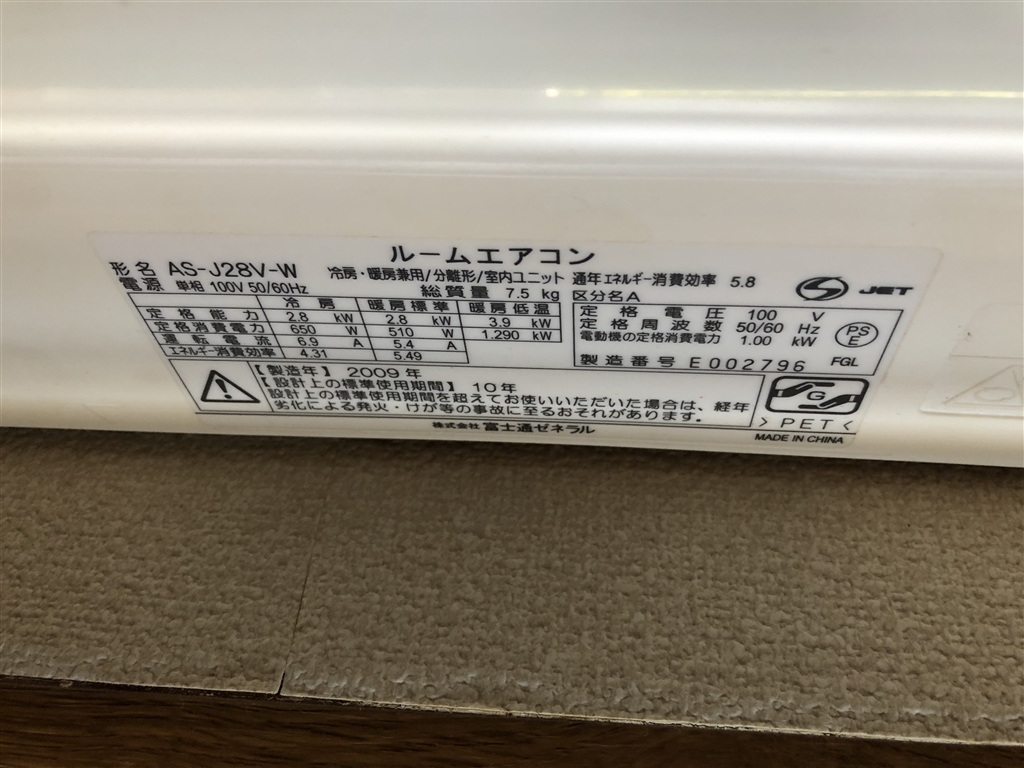 ルームエアコン
形名 AS-J28V-W 冷房・暖房兼用/分離形/室内ユニット 通年エネルギー消費効率 5.8
電源 単相 100V 50/60Hz 総質量 7.5 kg 区分名A
JET
冷房 暖房標準 暖房低温
定格能力 2.8 kW 2.8 kW 3.9 kW
定格消費電力 650 W 510 W 1.290 kW
運転電流 6.9 A 5.4 A
エネルギー消費効率 4.31 5.49
定格電圧 100 V
定格周波数 50/60 Hz
電動機の定格消費電力 1.00 kW
PS
E
製造番号 E002796 FGL
【製造年】2009年
【設計上の標準使用期間】10年
設計上の標準使用期間を超えてお使いいただいた場合は、経年
劣化による発火・けが等の事故に至るおそれがあります。
G
>PET<
株式会社 富士通ゼネラル
MADE IN CHINA